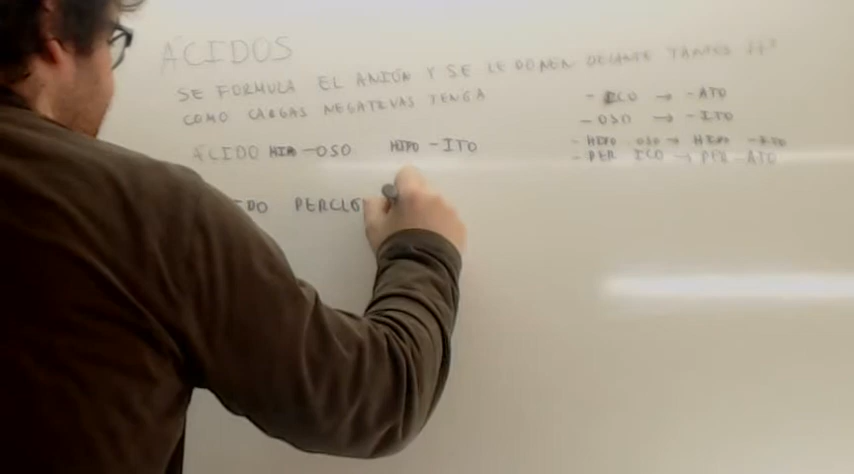 ÁCIDOS
SE FORMULA EL ANIÓN Y SE LE PONEN DELANTE TANTOS H+
COMO CARGAS NEGATIVAS TENGA
- ICO → - ATO
- OSO → - ITO
ÁCIDO HIPO -OSO HIPO -ITO
- HIPO OSO → HIPO -ITO
- PER ICO → PER -ATO
IDO PERCLO